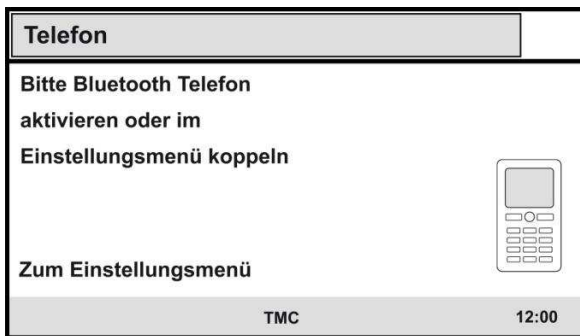 Telefon
Bitte Bluetooth Telefon
aktivieren oder im
Einstellungsmenü koppeln
Zum Einstellungsmenü
TMC 12:00